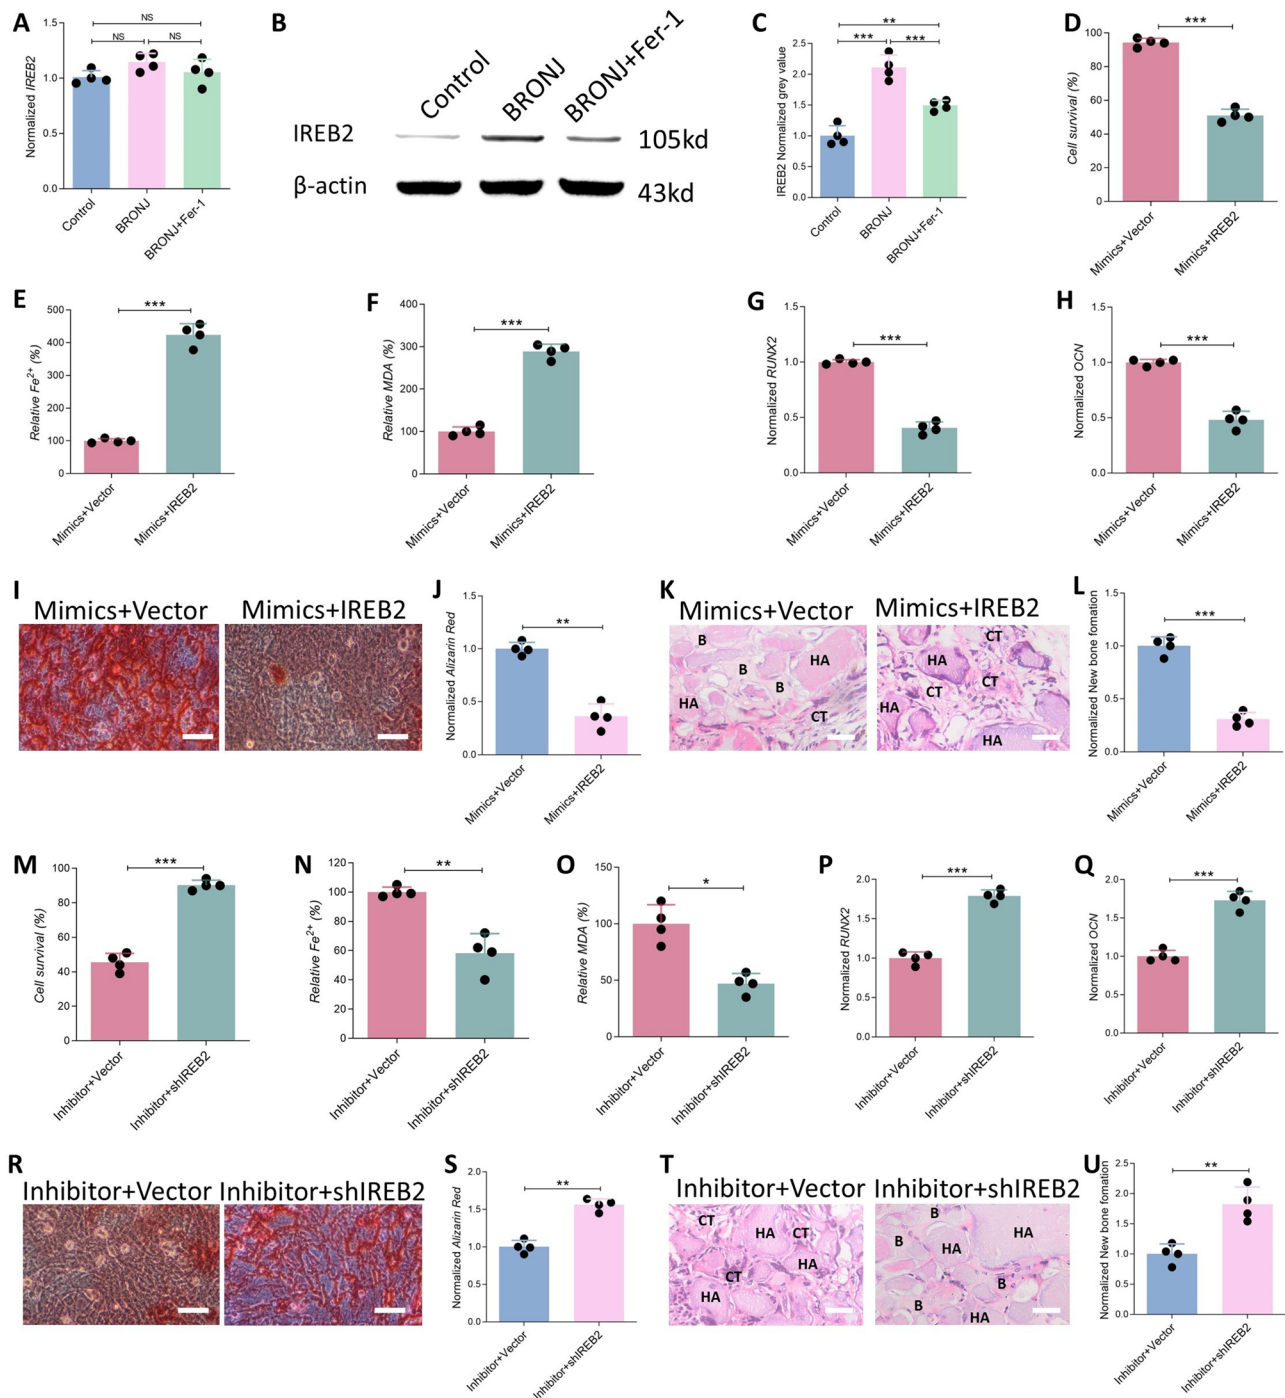 A
Normalized IREB2
1.5
1.0
0.5
0.0
NS
NS
NS
Control
BRONJ
BRONJ+Fer-1
B
Control
BRONJ
BRONJ+Fer-1
IREB2
105kd
β-actin
43kd
C
IREB2 Normalized grey value
2.5
2.0
1.5
1.0
0.5
0.0
**
***
***
Control
BRONJ
BRONJ+Fer-1
D
Cell survival (%)
100
80
60
40
20
0
***
Mimics+Vector
Mimics+IREB2
E
Relative Fe²⁺ (%)
500
400
300
200
100
0
***
Mimics+Vector
Mimics+IREB2
F
Relative MDA (%)
400
300
200
100
0
***
Mimics+Vector
Mimics+IREB2
G
Normalized RUNX2
1.5
1.0
0.5
0.0
***
Mimics+Vector
Mimics+IREB2
H
Normalized OCN
1.5
1.0
0.5
0.0
***
Mimics+Vector
Mimics+IREB2
I
Mimics+Vector
Mimics+IREB2
J
Normalized Alizarin Red
1.5
1.0
0.5
0.0
**
Mimics+Vector
Mimics+IREB2
K
Mimics+Vector
Mimics+IREB2
B
B
HA
B
HA
CT
CT
HA
CT
CT
HA
HA
L
Normalized New bone fomation
1.5
1.0
0.5
0.0
***
Mimics+Vector
Mimics+IREB2
M
Cell survival (%)
100
80
60
40
20
0
***
Inhibitor+Vector
Inhibitor+shIREB2
N
Relative Fe²⁺ (%)
120
100
80
60
40
20
0
**
Inhibitor+Vector
Inhibitor+shIREB2
O
Relative MDA (%)
150
100
50
0
*
Inhibitor+Vector
Inhibitor+shIREB2
P
Normalized RUNX2
2.0
1.5
1.0
0.5
0.0
***
Inhibitor+Vector
Inhibitor+shIREB2
Q
Normalized OCN
2.0
1.5
1.0
0.5
0.0
***
Inhibitor+Vector
Inhibitor+shIREB2
R
Inhibitor+Vector
Inhibitor+shIREB2
S
Normalized Alizarin Red
2.0
1.5
1.0
0.5
0.0
**
Inhibitor+Vector
Inhibitor+shIREB2
T
Inhibitor+Vector
Inhibitor+shIREB2
CT
HA
CT
HA
CT
HA
B
HA
B
HA
B
B
HA
U
Normalized New bone fomation
2.5
2.0
1.5
1.0
0.5
0.0
**
Inhibitor+Vector
Inhibitor+shIREB2